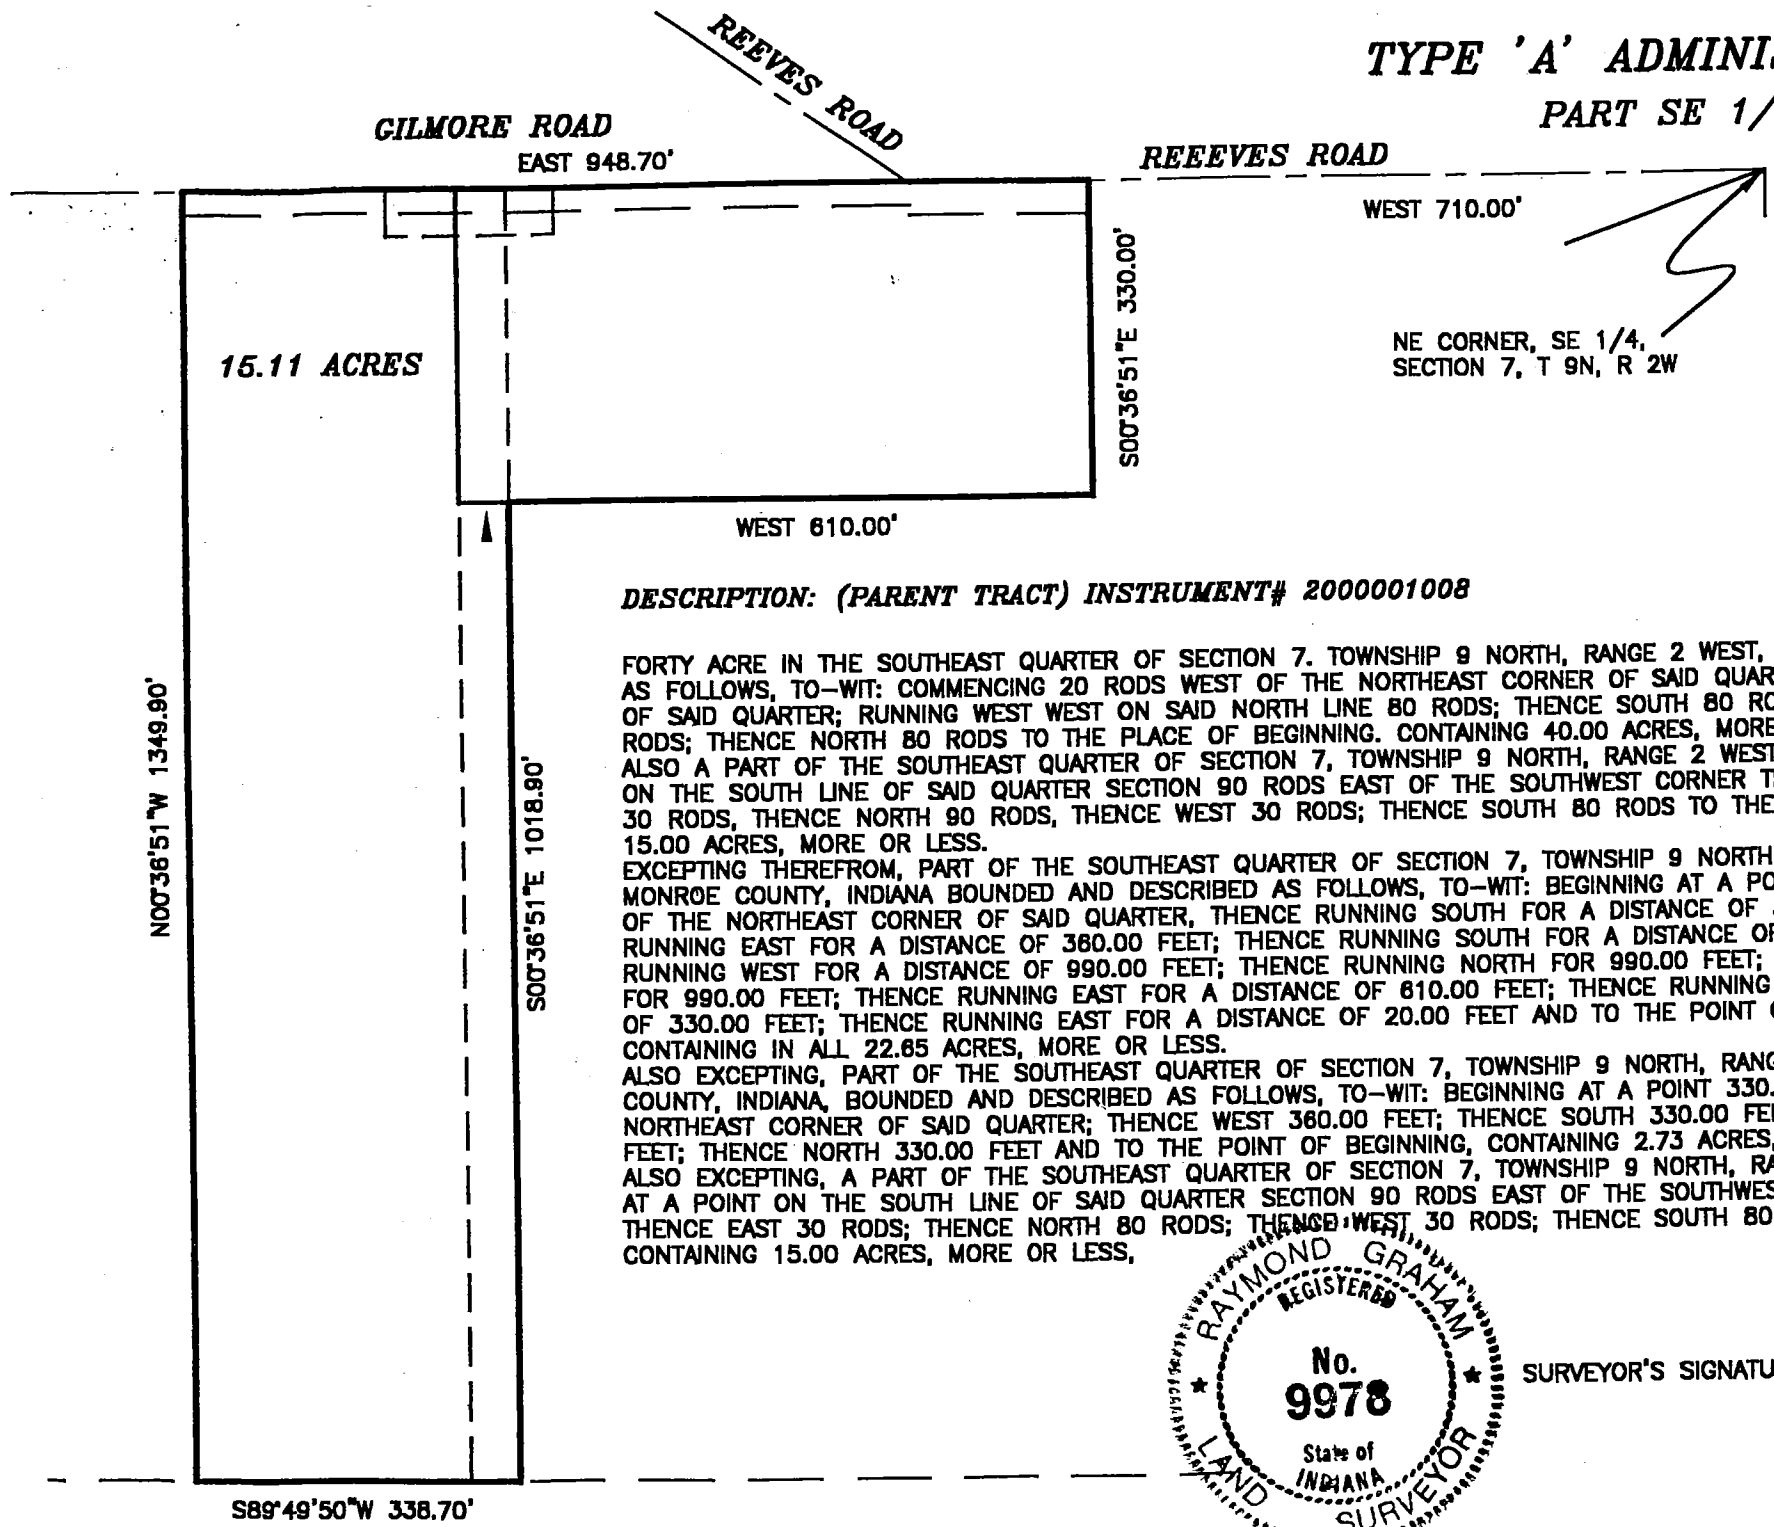 TYPE 'A' ADMINIS
PART SE 1/
REEVES ROAD
GILMORE ROAD
EAST 948.70'
REEEVES ROAD
WEST 710.00'
S00°36'51"E 330.00'
NE CORNER, SE 1/4,
SECTION 7, T 9N, R 2W
15.11 ACRES
WEST 610.00'
N00°36'51"W 1349.90'
S00°36'51"E 1018.90'
DESCRIPTION: (PARENT TRACT) INSTRUMENT# 2000001008
FORTY ACRE IN THE SOUTHEAST QUARTER OF SECTION 7. TOWNSHIP 9 NORTH, RANGE 2 WEST,
AS FOLLOWS, TO-WIT: COMMENCING 20 RODS WEST OF THE NORTHEAST CORNER OF SAID QUAR
OF SAID QUARTER; RUNNING WEST WEST ON SAID NORTH LINE 80 RODS; THENCE SOUTH 80 RO
RODS; THENCE NORTH 80 RODS TO THE PLACE OF BEGINNING. CONTAINING 40.00 ACRES, MORE
ALSO A PART OF THE SOUTHEAST QUARTER OF SECTION 7, TOWNSHIP 9 NORTH, RANGE 2 WEST
ON THE SOUTH LINE OF SAID QUARTER SECTION 90 RODS EAST OF THE SOUTHWEST CORNER T
30 RODS, THENCE NORTH 90 RODS, THENCE WEST 30 RODS; THENCE SOUTH 80 RODS TO THE
15.00 ACRES, MORE OR LESS.
EXCEPTING THEREFROM, PART OF THE SOUTHEAST QUARTER OF SECTION 7, TOWNSHIP 9 NORTH
MONROE COUNTY, INDIANA BOUNDED AND DESCRIBED AS FOLLOWS, TO-WIT: BEGINNING AT A PO
OF THE NORTHEAST CORNER OF SAID QUARTER, THENCE RUNNING SOUTH FOR A DISTANCE OF
RUNNING EAST FOR A DISTANCE OF 360.00 FEET; THENCE RUNNING SOUTH FOR A DISTANCE OF
RUNNING WEST FOR A DISTANCE OF 990.00 FEET; THENCE RUNNING NORTH FOR 990.00 FEET;
FOR 990.00 FEET; THENCE RUNNING EAST FOR A DISTANCE OF 610.00 FEET; THENCE RUNNING
OF 330.00 FEET; THENCE RUNNING EAST FOR A DISTANCE OF 20.00 FEET AND TO THE POINT
CONTAINING IN ALL 22.65 ACRES, MORE OR LESS.
ALSO EXCEPTING, PART OF THE SOUTHEAST QUARTER OF SECTION 7, TOWNSHIP 9 NORTH, RANG
COUNTY, INDIANA, BOUNDED AND DESCRIBED AS FOLLOWS, TO-WIT: BEGINNING AT A POINT 330.
NORTHEAST CORNER OF SAID QUARTER; THENCE WEST 360.00 FEET; THENCE SOUTH 330.00 FEE
FEET; THENCE NORTH 330.00 FEET AND TO THE POINT OF BEGINNING, CONTAINING 2.73 ACRES,
ALSO EXCEPTING, A PART OF THE SOUTHEAST QUARTER OF SECTION 7, TOWNSHIP 9 NORTH, RA
AT A POINT ON THE SOUTH LINE OF SAID QUARTER SECTION 90 RODS EAST OF THE SOUTHWES
THENCE EAST 30 RODS; THENCE NORTH 80 RODS; THENCE WEST 30 RODS; THENCE SOUTH 80
CONTAINING 15.00 ACRES, MORE OR LESS,
RAYMOND GRAHAM
REGISTERED
No.
9978
State of
INDIANA
LAND SURVEYOR
SURVEYOR'S SIGNATU
S89°49'50"W 338.70'